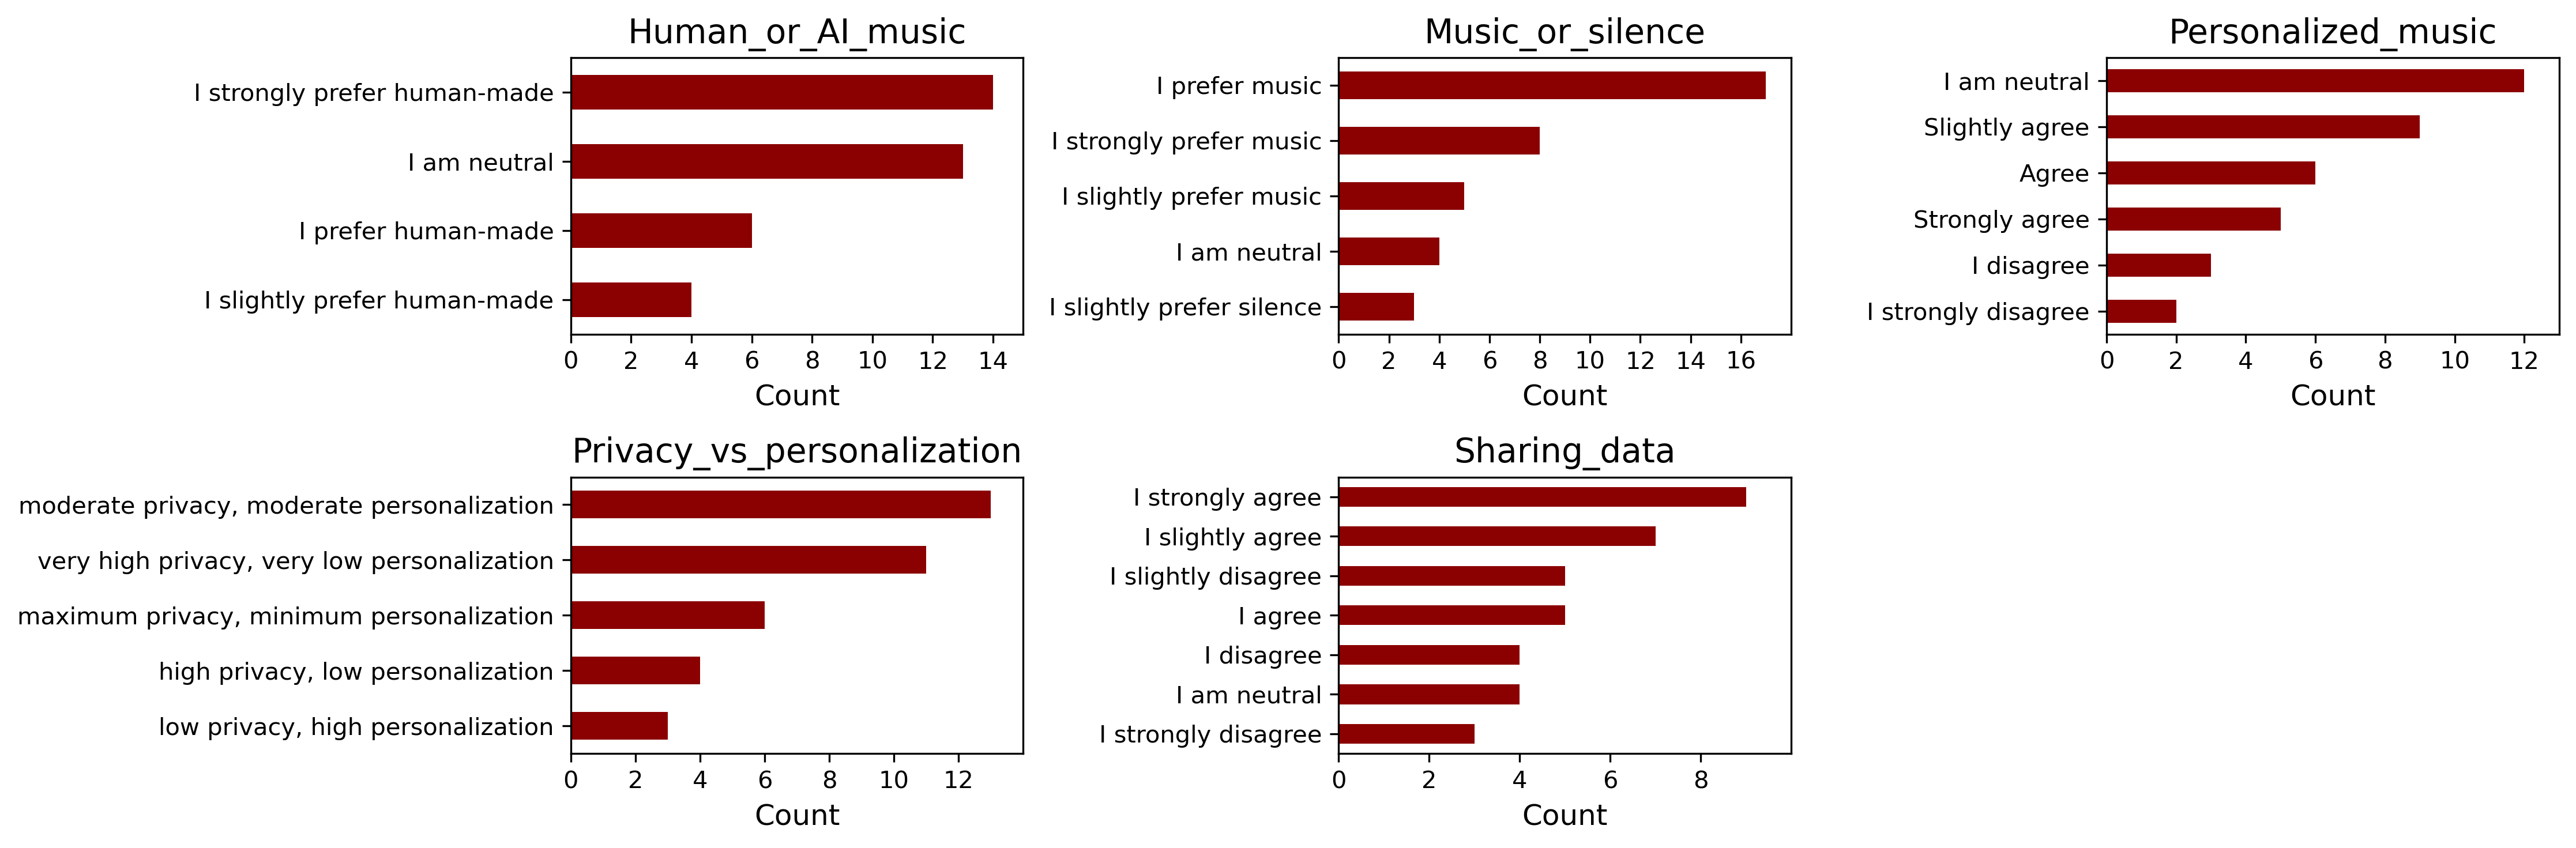 Human_or_AI_music
I strongly prefer human-made
I am neutral
I prefer human-made
I slightly prefer human-made
0 2 4 6 8 10 12 14
Count
Music_or_silence
I prefer music
I strongly prefer music
I slightly prefer music
I am neutral
I slightly prefer silence
0 2 4 6 8 10 12 14 16
Count
Personalized_music
I am neutral
Slightly agree
Agree
Strongly agree
I disagree
I strongly disagree
0 2 4 6 8 10 12
Count
Privacy_vs_personalization
moderate privacy, moderate personalization
very high privacy, very low personalization
maximum privacy, minimum personalization
high privacy, low personalization
low privacy, high personalization
0 2 4 6 8 10 12
Count
Sharing_data
I strongly agree
I slightly agree
I slightly disagree
I agree
I disagree
I am neutral
I strongly disagree
0 2 4 6 8
Count